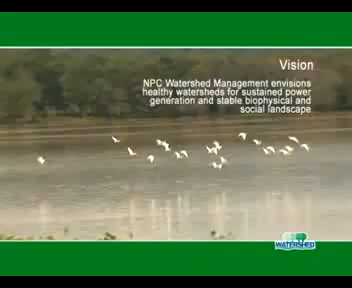 Vision
NPC Watershed Management envisions
healthy watersheds for sustained power
generation and stable biophysical and
social landscape
WATERSHED